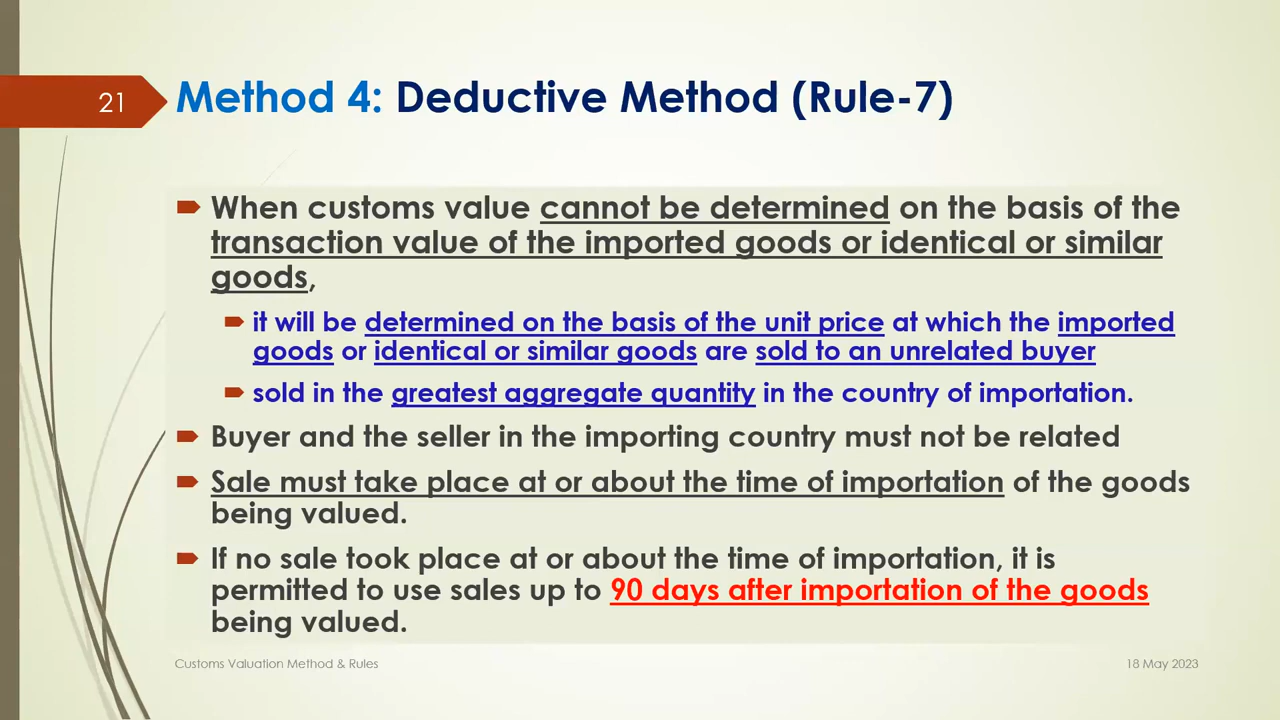 21
Method 4: Deductive Method (Rule-7)
When customs value cannot be determined on the basis of the
transaction value of the imported goods or identical or similar
goods,
it will be determined on the basis of the unit price at which the imported
goods or identical or similar goods are sold to an unrelated buyer
sold in the greatest aggregate quantity in the country of importation.
Buyer and the seller in the importing country must not be related
Sale must take place at or about the time of importation of the goods
being valued.
If no sale took place at or about the time of importation, it is
permitted to use sales up to 90 days after importation of the goods
being valued.
Customs Valuation Method & Rules
18 May 2023